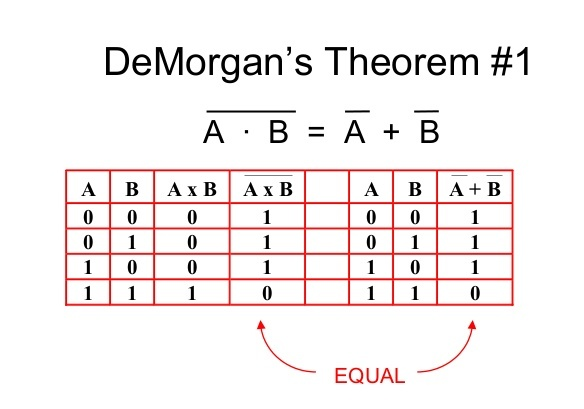 DeMorgan’s Theorem #1
A̅ ̅·̅ ̅B̅ = A̅ + B̅
A B A x B A̅ ̅x̅ ̅B̅ A B A̅ + B̅
0 0 0 1 0 0 1
0 1 0 1 0 1 1
1 0 0 1 1 0 1
1 1 1 0 1 1 0
EQUAL